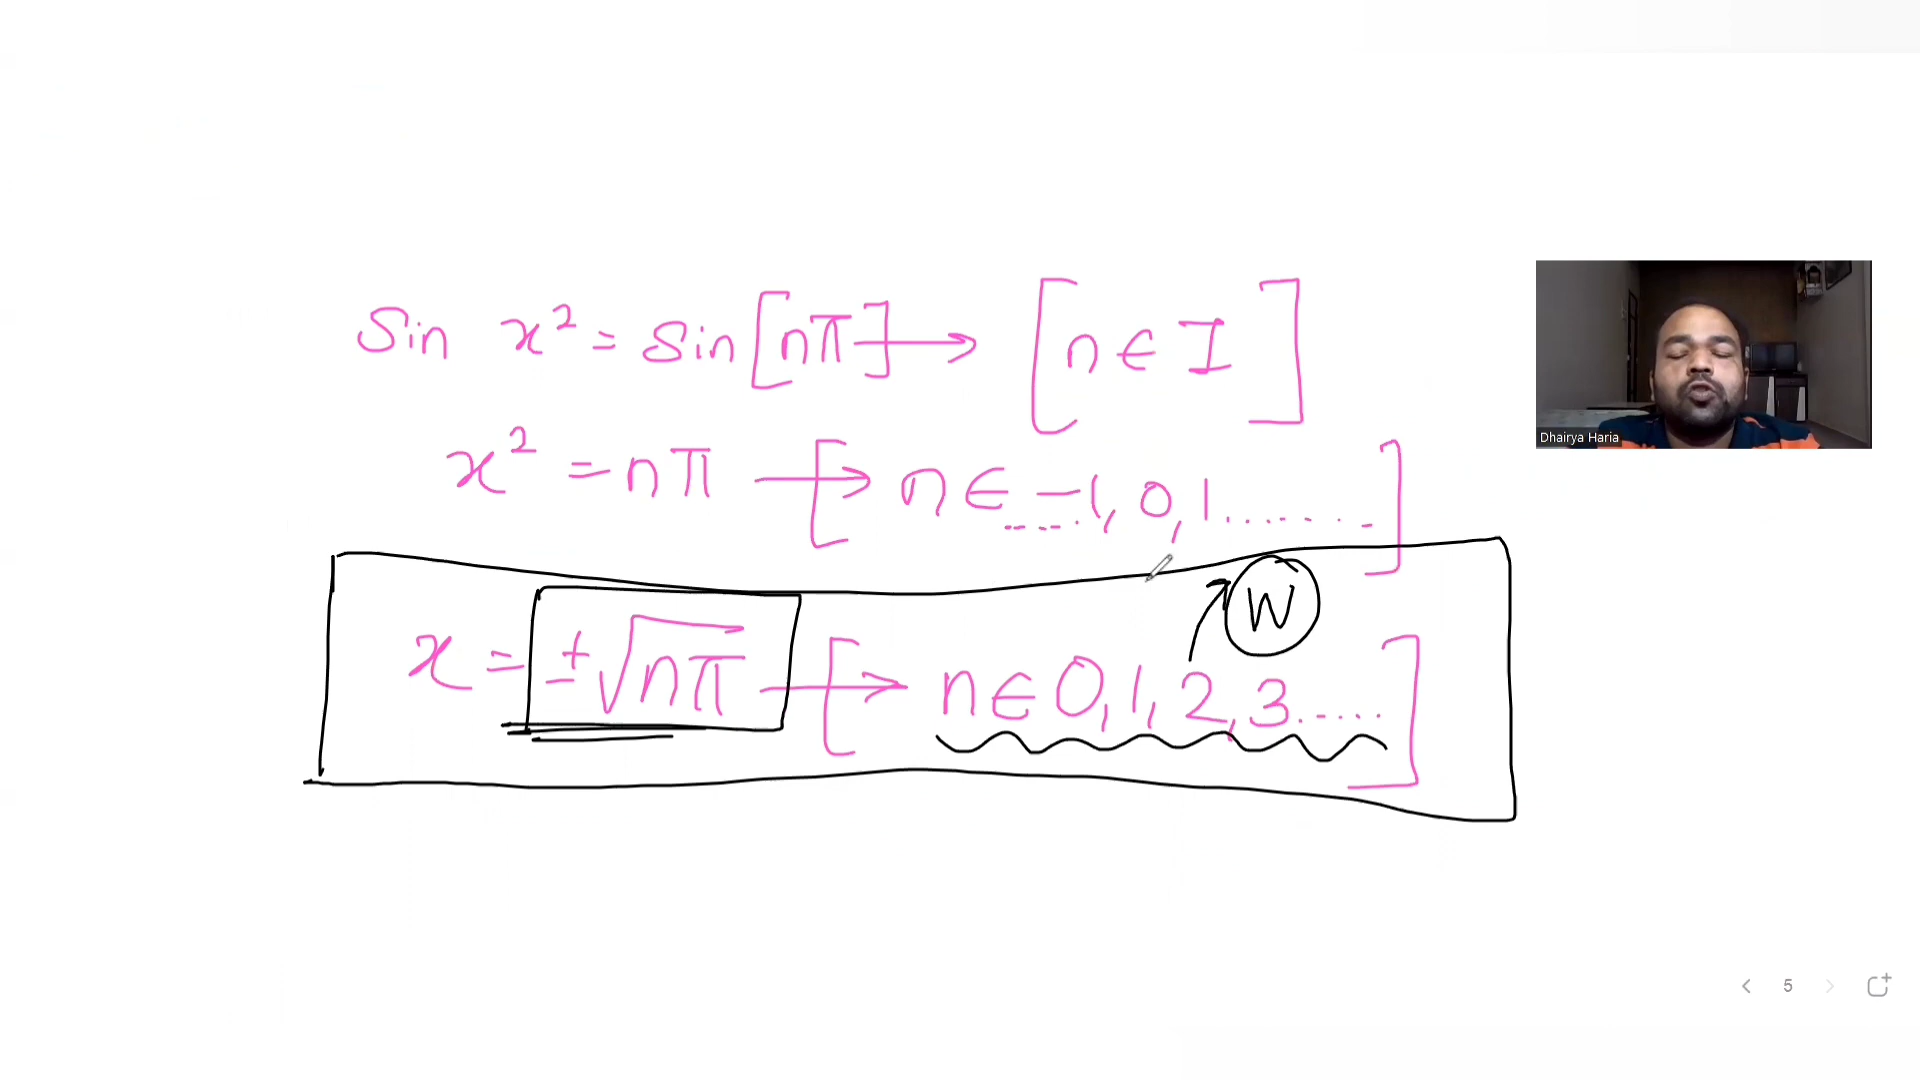 Sin x² = Sin [nπ] → [n ∈ I]
x² = nπ → [n ∈ .....-1, 0, 1........]
W
x = ±√nπ → [n ∈ 0, 1, 2, 3.....]
Dhairya Haria
5